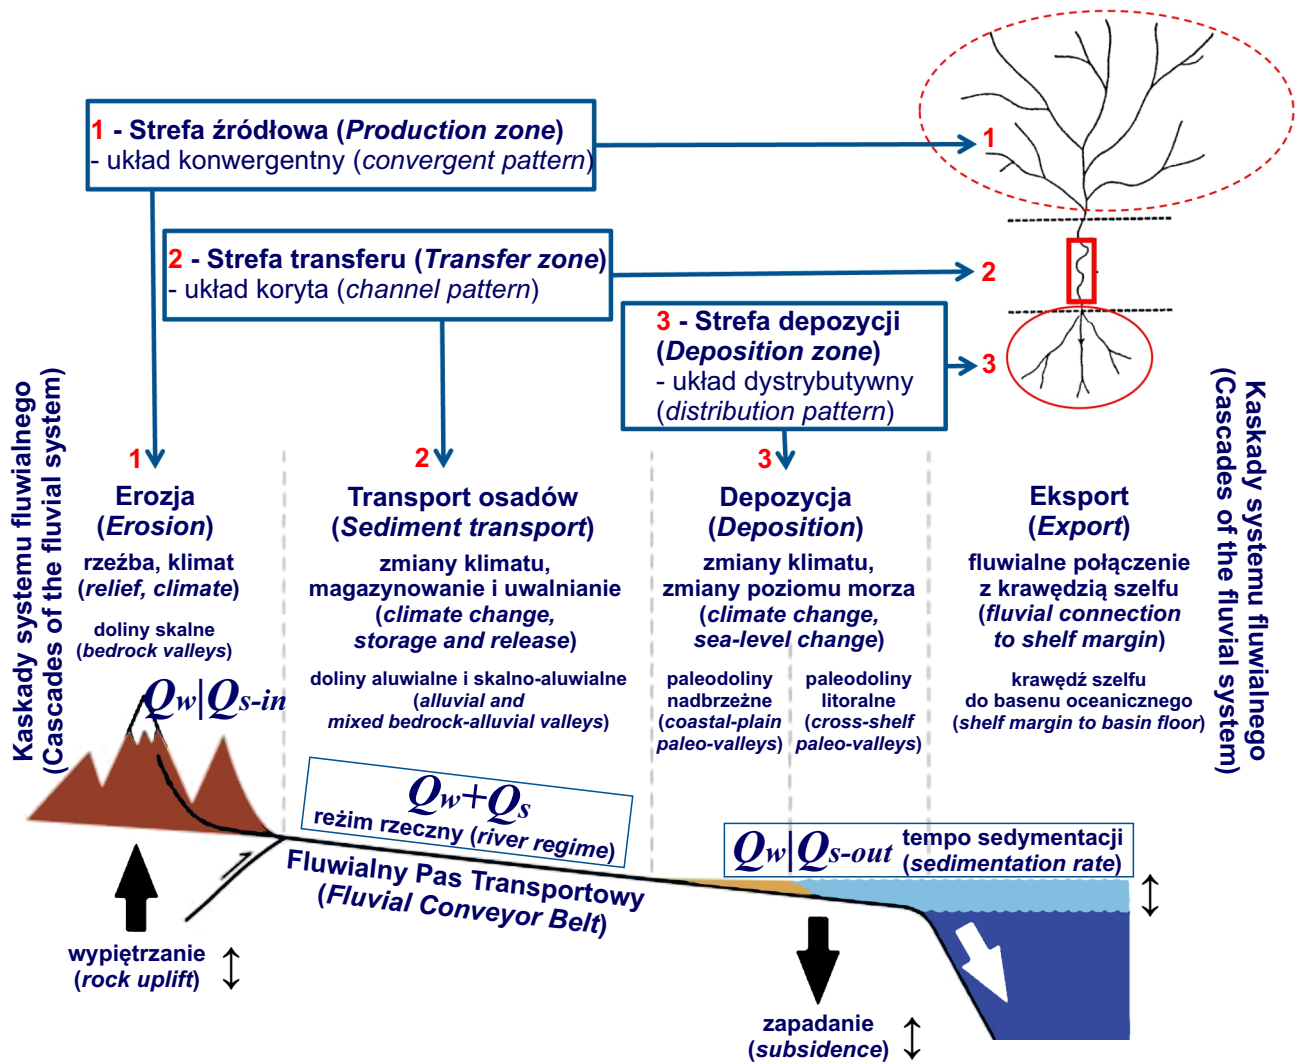 1 - Strefa źródłowa (Production zone)
- układ konwergentny (convergent pattern)
1
2 - Strefa transferu (Transfer zone)
- układ koryta (channel pattern)
2
3 - Strefa depozycji
(Deposition zone)
- układ dystrybutywny
(distribution pattern)
3
Kaskady systemu fluwialnego
(Cascades of the fluvial system)
Kaskady systemu fluwialnego
(Cascades of the fluvial system)
1
Erozja
(Erosion)
rzeźba, klimat
(relief, climate)
doliny skalne
(bedrock valleys)
2
Transport osadów
(Sediment transport)
zmiany klimatu,
magazynowanie i uwalnianie
(climate change,
storage and release)
doliny aluwialne i skalno-aluwialne
(alluvial and
mixed bedrock-alluvial valleys)
3
Depozycja
(Deposition)
zmiany klimatu,
zmiany poziomu morza
(climate change,
sea-level change)
paleodoliny
nadbrzeżne
(coastal-plain
paleo-valleys)
paleodoliny
litoralne
(cross-shelf
paleo-valleys)
Eksport
(Export)
fluwialne połączenie
z krawędzią szelfu
(fluvial connection
to shelf margin)
krawędź szelfu
do basenu oceanicznego
(shelf margin to basin floor)
Qw|Qs-in
Qw+Qs
reżim rzeczny (river regime)
Fluwialny Pas Transportowy
(Fluvial Conveyor Belt)
Qw|Qs-out
tempo sedymentacji
(sedimentation rate)
wypiętrzanie
(rock uplift)
zapadanie
(subsidence)